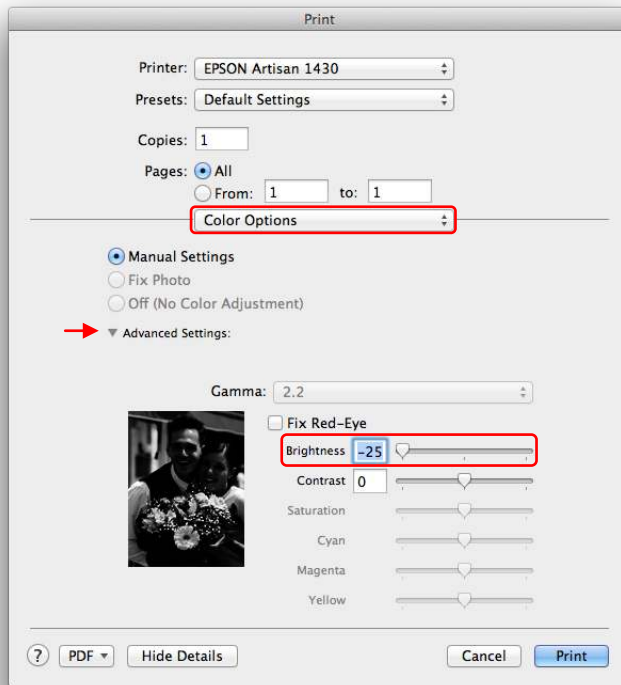 Print
Printer: EPSON Artisan 1430
Presets: Default Settings
Copies: 1
Pages: All
From: 1 to: 1
Color Options
Manual Settings
Fix Photo
Off (No Color Adjustment)
Advanced Settings:
Gamma: 2.2
Fix Red-Eye
Brightness -25
Contrast 0
Saturation
Cyan
Magenta
Yellow
? PDF Hide Details Cancel Print